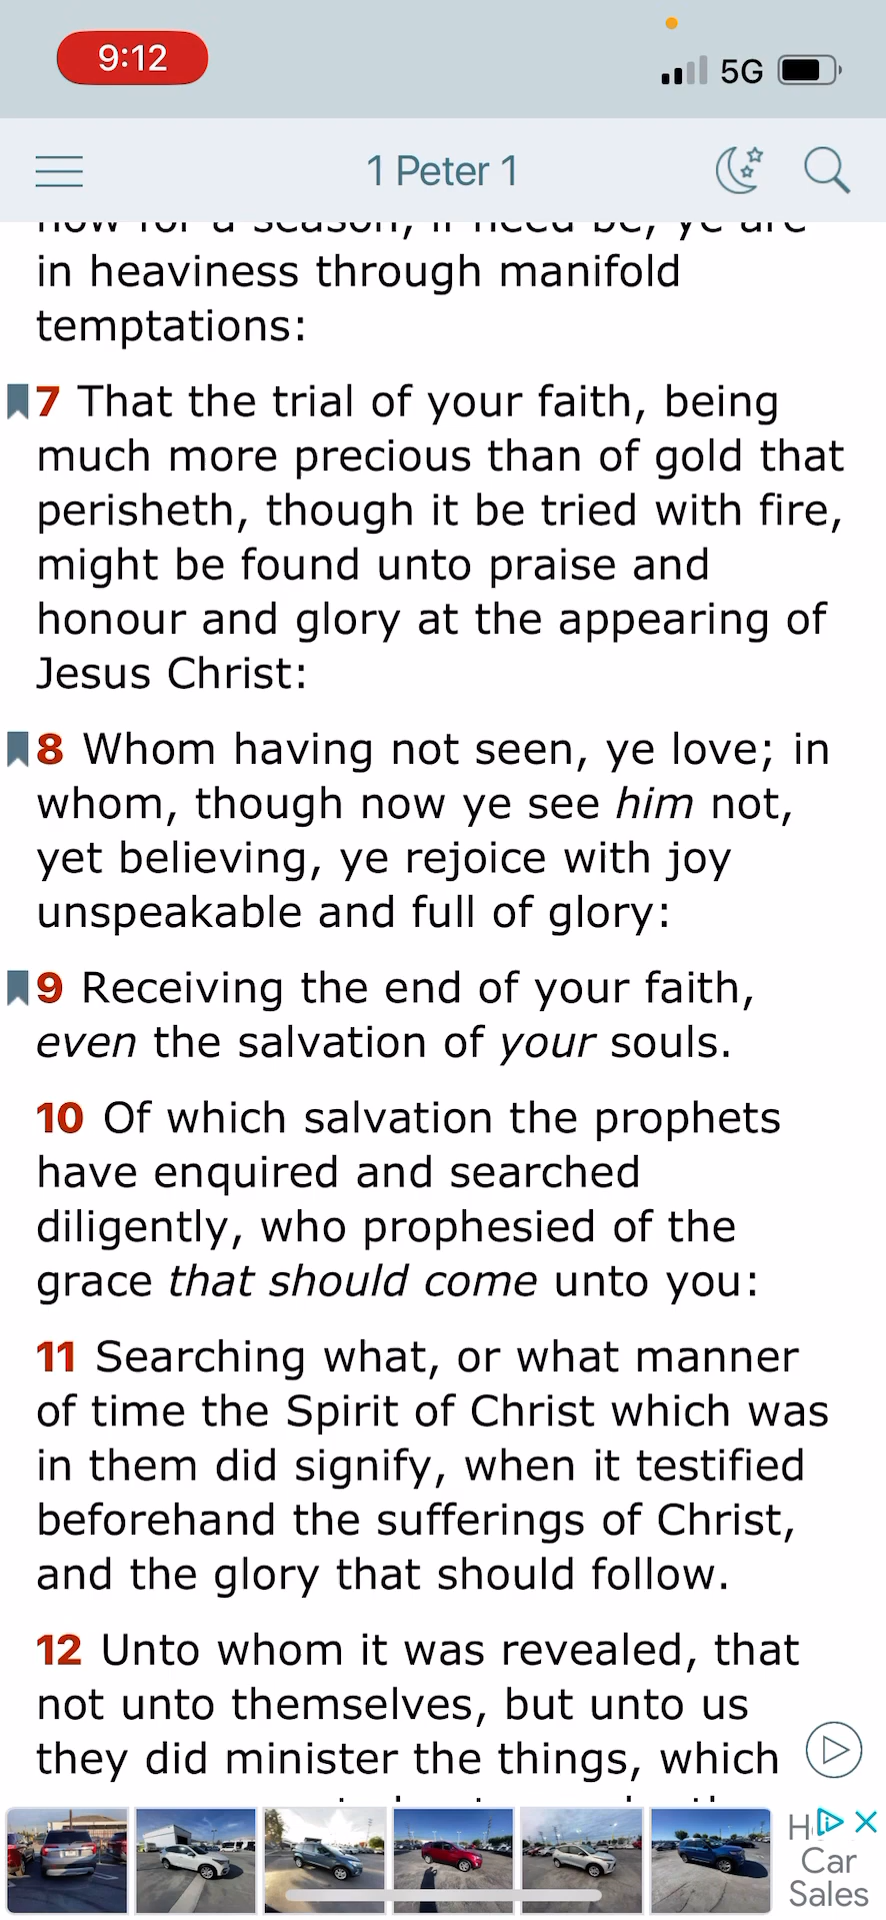 9:12
5G
1 Peter 1
now for a season, if need be, ye are
in heaviness through manifold
temptations:
7 That the trial of your faith, being
much more precious than of gold that
perisheth, though it be tried with fire,
might be found unto praise and
honour and glory at the appearing of
Jesus Christ:
8 Whom having not seen, ye love; in
whom, though now ye see him not,
yet believing, ye rejoice with joy
unspeakable and full of glory:
9 Receiving the end of your faith,
even the salvation of your souls.
10 Of which salvation the prophets
have enquired and searched
diligently, who prophesied of the
grace that should come unto you:
11 Searching what, or what manner
of time the Spirit of Christ which was
in them did signify, when it testified
beforehand the sufferings of Christ,
and the glory that should follow.
12 Unto whom it was revealed, that
not unto themselves, but unto us
they did minister the things, which
Car
Sales